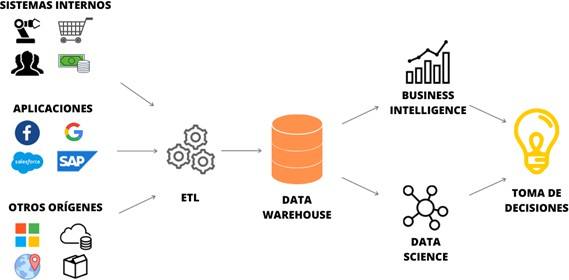 SISTEMAS INTERNOS
APLICACIONES
salesforce
SAP
OTROS ORÍGENES
ETL
DATA
WAREHOUSE
BUSINESS
INTELLIGENCE
DATA
SCIENCE
TOMA DE
DECISIONES